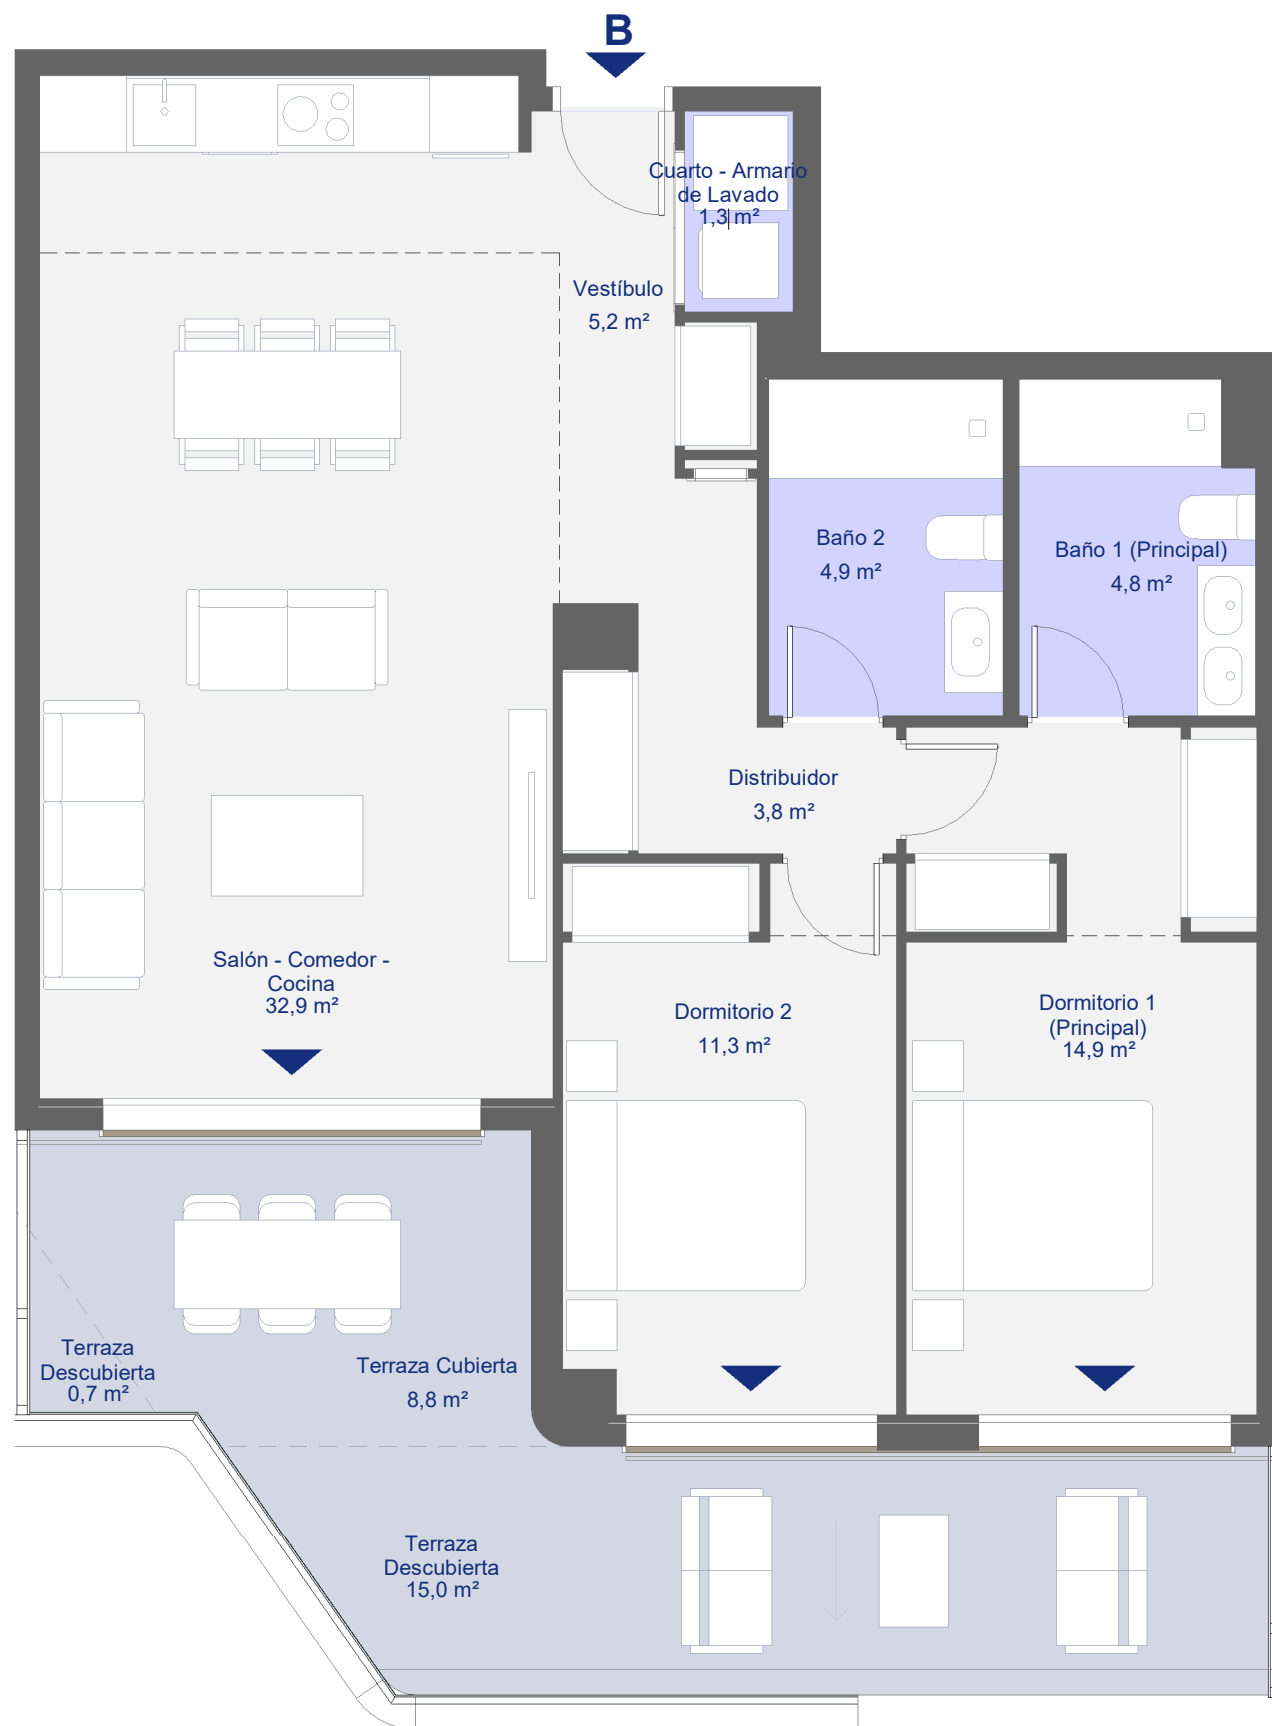 B
Cuarto - Armario
de Lavado
1,3 m²
Vestíbulo
5,2 m²
Baño 2
4,9 m²
Baño 1 (Principal)
4,8 m²
Distribuidor
3,8 m²
Salón - Comedor -
Cocina
32,9 m²
Dormitorio 2
11,3 m²
Dormitorio 1
(Principal)
14,9 m²
Terraza
Descubierta
0,7 m²
Terraza Cubierta
8,8 m²
Terraza
Descubierta
15,0 m²